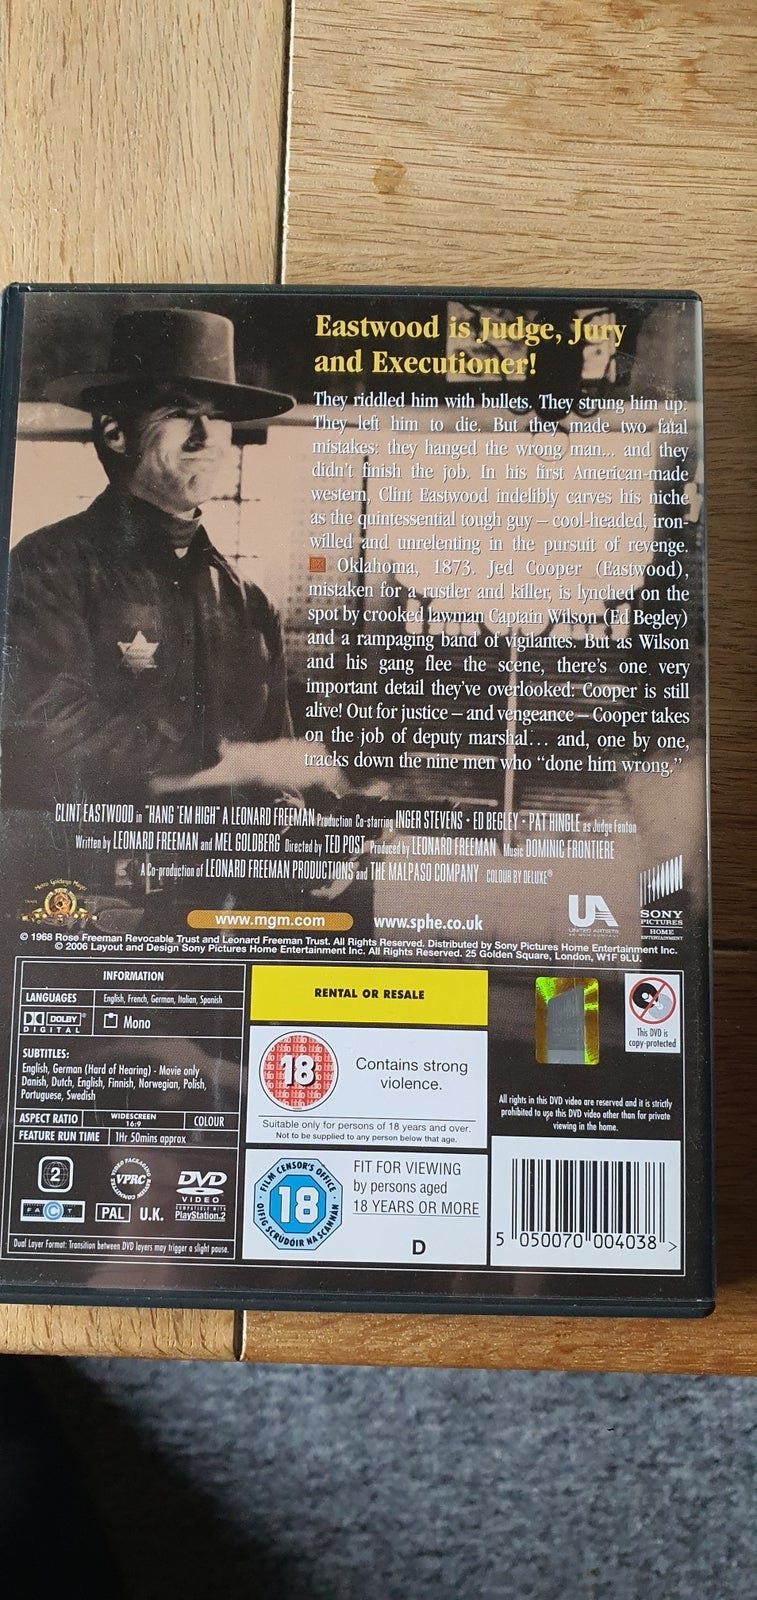 Eastwood is Judge, Jury
and Executioner!
They riddled him with bullets. They strung him up.
They left him to die. But they made two fatal
mistakes: they hanged the wrong man... and they
didn't finish the job. In his first American-made
western, Clint Eastwood indelibly carves his niche
as the quintessential tough guy – cool-headed, iron-
willed and unrelenting in the pursuit of revenge.
Oklahoma, 1873. Jed Cooper (Eastwood),
mistaken for a rustler and killer, is lynched on the
spot by crooked lawman Captain Wilson (Ed Begley)
and a rampaging band of vigilantes. But as Wilson
and his gang flee the scene, there's one very
important detail they've overlooked: Cooper is still
alive! Out for justice – and vengeance – Cooper takes
on the job of deputy marshal... and, one by one,
tracks down the nine men who “done him wrong.”
CLINT EASTWOOD in "HANG 'EM HIGH" A LEONARD FREEMAN Production Co-starring INGER STEVENS • ED BEGLEY • PAT HINGLE as Judge Fenton
Written by LEONARD FREEMAN and MEL GOLDBERG Directed by TED POST Produced by LEONARD FREEMAN Music DOMINIC FRONTIERE
A Co-production of LEONARD FREEMAN PRODUCTIONS and THE MALPASO COMPANY COLOUR BY DELUXE®
Metro Goldwyn Mayer
www.mgm.com
www.sphe.co.uk
UA
UNITED ARTISTS
SONY
PICTURES
HOME
ENTERTAINMENT
© 1968 Rose Freeman Revocable Trust and Leonard Freeman Trust. All Rights Reserved. Distributed by Sony Pictures Home Entertainment Inc.
© 2006 Layout and Design Sony Pictures Home Entertainment Inc. All Rights Reserved. 25 Golden Square, London, W1F 9LU.
INFORMATION
LANGUAGES English, French, German, Italian, Spanish
DOLBY®
DIGITAL
Mono
SUBTITLES:
English, German (Hard of Hearing) - Movie only
Danish, Dutch, English, Finnish, Norwegian, Polish,
Portuguese, Swedish
ASPECT RATIO WIDESCREEN 16:9 COLOUR
FEATURE RUN TIME 1Hr 50mins approx
2
VIDEO PACKAGING REVIEW COMMITTEE
VPRC
DVD
VIDEO
COMPATIBLE WITH
PlayStation.2
FACT
PAL U.K.
Dual Layer Format: Transition between DVD layers may trigger a slight pause.
RENTAL OR RESALE
18
Contains strong
violence.
Suitable only for persons of 18 years and over.
Not to be supplied to any person below that age.
FILM CENSOR'S OFFICE
18
OIFIG SCRÚDÓIR NA SCANNÁN
FIT FOR VIEWING
by persons aged
18 YEARS OR MORE
D
This DVD is
copy-protected
All rights in this DVD video are reserved and it is strictly
prohibited to use this DVD video other than for private
viewing in the home.
5 050070 004038 >